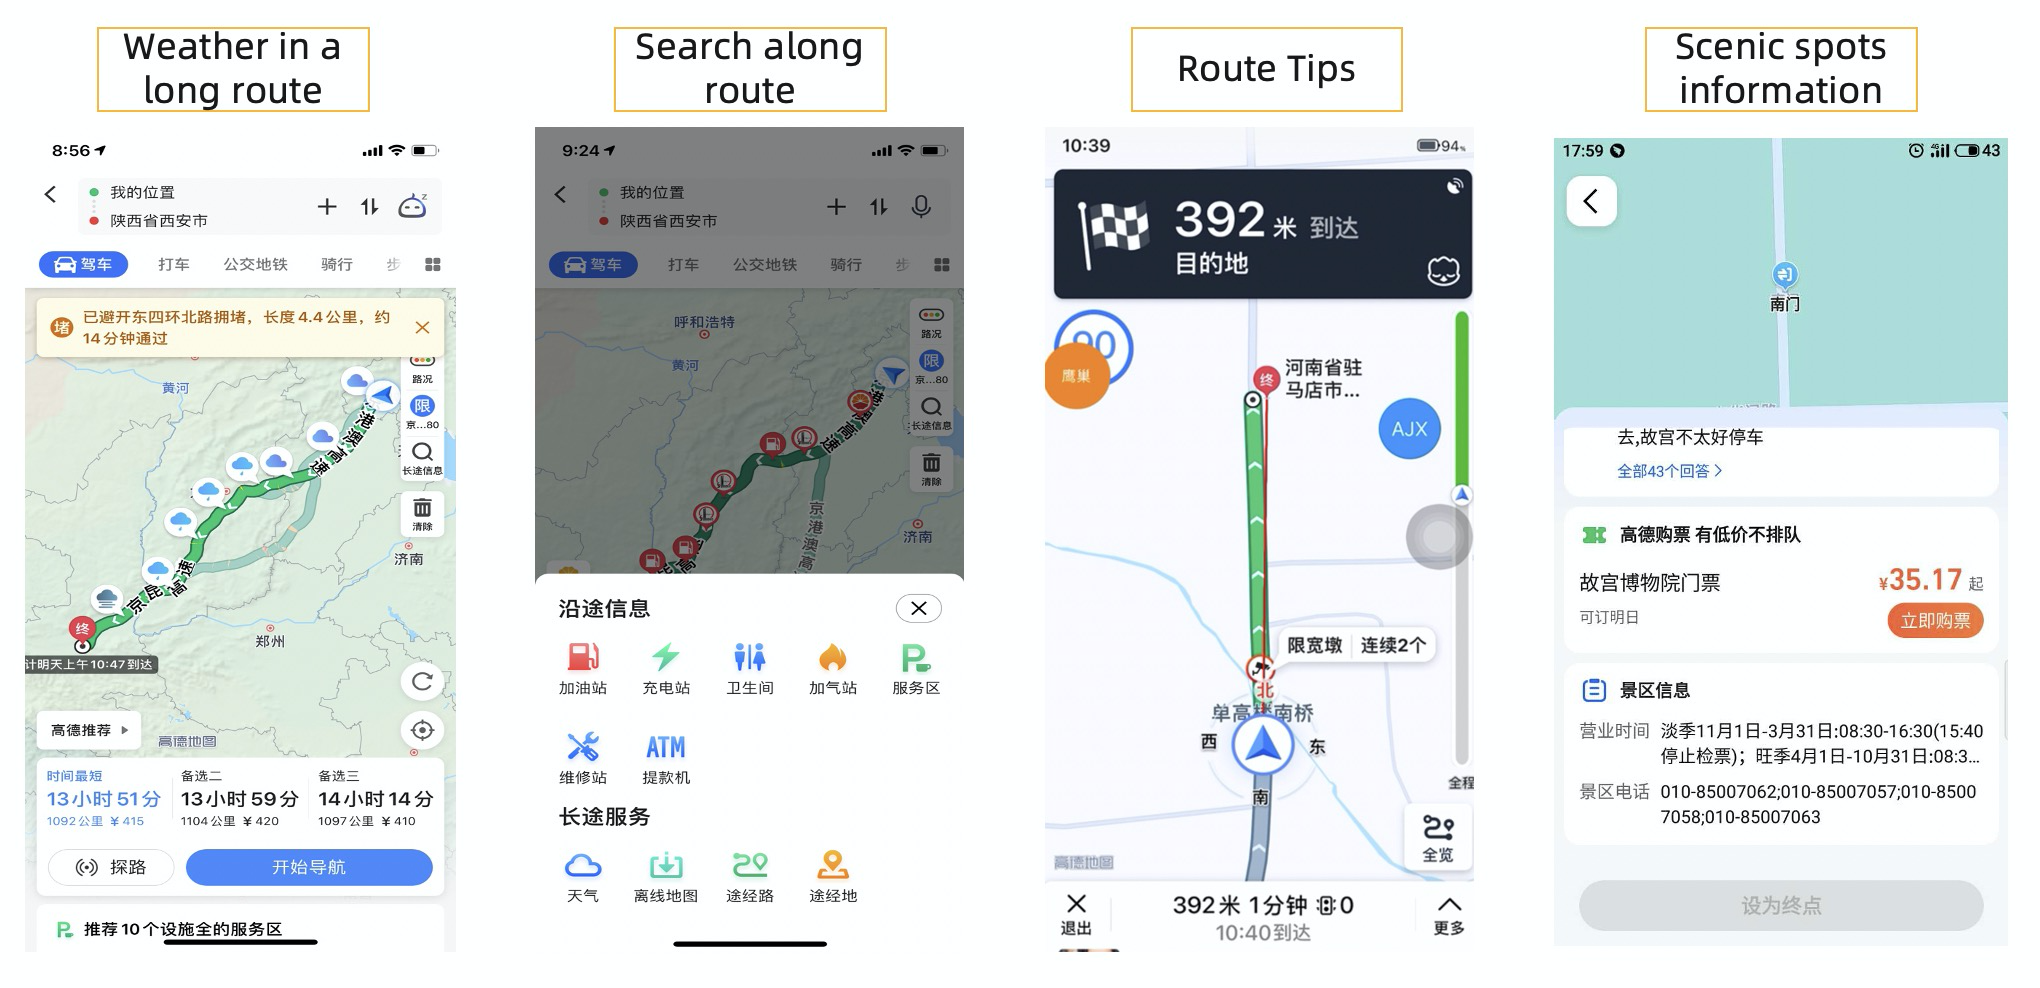 Weather in a
long route
8:56
我的位置
陕西省西安市
驾车
打车
公交地铁
骑行
步
堵
已避开东四环北路拥堵，长度4.4公里，约
14分钟通过
路况
限
京...80
长途信息
清除
黄河
港澳高速
京昆高速
济南
郑州
终
计明天上午10:47到达
高德推荐
高德地图
时间最短
13小时51分
1092公里 ¥415
备选二
13小时59分
1104公里 ¥420
备选三
14小时14分
1097公里 ¥410
探路
开始导航
推荐10个设施全的服务区
Search along
route
9:24
我的位置
陕西省西安市
驾车
打车
公交地铁
骑行
步
呼和浩特
黄河
路况
限
京...80
长途信息
清除
港澳高速
京港澳高
济南
沿途信息
加油站
充电站
卫生间
加气站
服务区
维修站
ATM
提款机
长途服务
天气
离线地图
途经路
途经地
Route Tips
10:39
94%
392米 到达
目的地
鹰巢
终
河南省驻
马店市...
AJX
限宽墩
连续2个
北
单高楼南桥
西
东
南
全程
全览
高德地图
退出
392米 1分钟 0
10:40到达
更多
Scenic spots
information
17:59
4G
43
南门
去,故宫不太好停车
全部43个回答
高德购票 有低价不排队
故宫博物院门票
¥35.17 起
可订明日
立即购票
景区信息
营业时间
淡季11月1日-3月31日:08:30-16:30(15:40
停止检票)；旺季4月1日-10月31日:08:3...
景区电话
010-85007062;010-85007057;010-8500
7058;010-85007063
设为终点